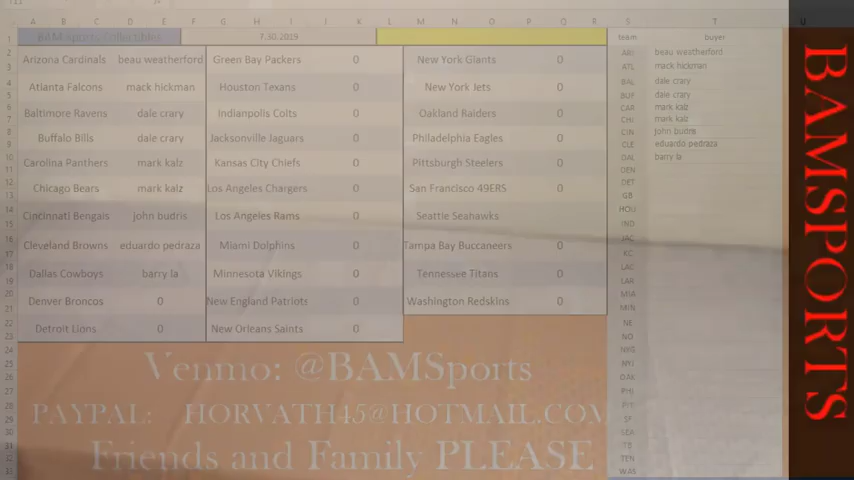 A B C D E F G H I J K L M N O P Q R S T U
1 BAM Sports Collectibles 7.30.2019 team buyer
Arizona Cardinals beau weatherford Green Bay Packers 0 New York Giants 0 ARI beau weatherford
Atlanta Falcons mack hickman Houston Texans 0 New York Jets 0 ATL mack hickman
Baltimore Ravens dale crary Indianpolis Colts 0 Oakland Raiders 0 BAL dale crary
Buffalo Bills dale crary Jacksonville Jaguars 0 Philadelphia Eagles 0 BUF dale crary
Carolina Panthers mark kalz Kansas City Chiefs 0 Pittsburgh Steelers 0 CAR mark kalz
Chicago Bears mark kalz Los Angeles Chargers 0 San Francisco 49ERS 0 CHI mark kalz
Cincinnati Bengals john budris Los Angeles Rams 0 Seattle Seahawks CIN john budris
Cleveland Browns eduardo pedraza Miami Dolphins 0 Tampa Bay Buccaneers 0 CLE eduardo pedraza
Dallas Cowboys barry la Minnesota Vikings 0 Tennessee Titans 0 DAL barry la
Denver Broncos 0 New England Patriots 0 Washington Redskins 0 DEN
Detroit Lions 0 New Orleans Saints 0 DET
GB
HOU
IND
JAC
KC
LAC
LAR
MIA
MIN
NE
NO
NYG
NYJ
OAK
PHI
PIT
SF
SEA
TB
TEN
WAS
Venmo: @BAMSports
PAYPAL: HORVATH45@HOTMAIL.COM
Friends and Family PLEASE
BAMSPORTS